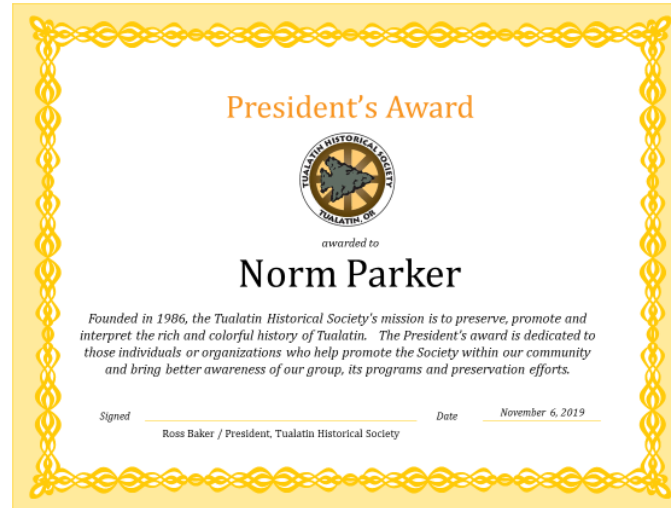 President's Award
TUALATIN HISTORICAL SOCIETY
TUALATIN, OR
awarded to
Norm Parker
Founded in 1986, the Tualatin Historical Society's mission is to preserve, promote and
interpret the rich and colorful history of Tualatin. The President's award is dedicated to
those individuals or organizations who help promote the Society within our community
and bring better awareness of our group, its programs and preservation efforts.
Signed Date November 6, 2019
Ross Baker / President, Tualatin Historical Society